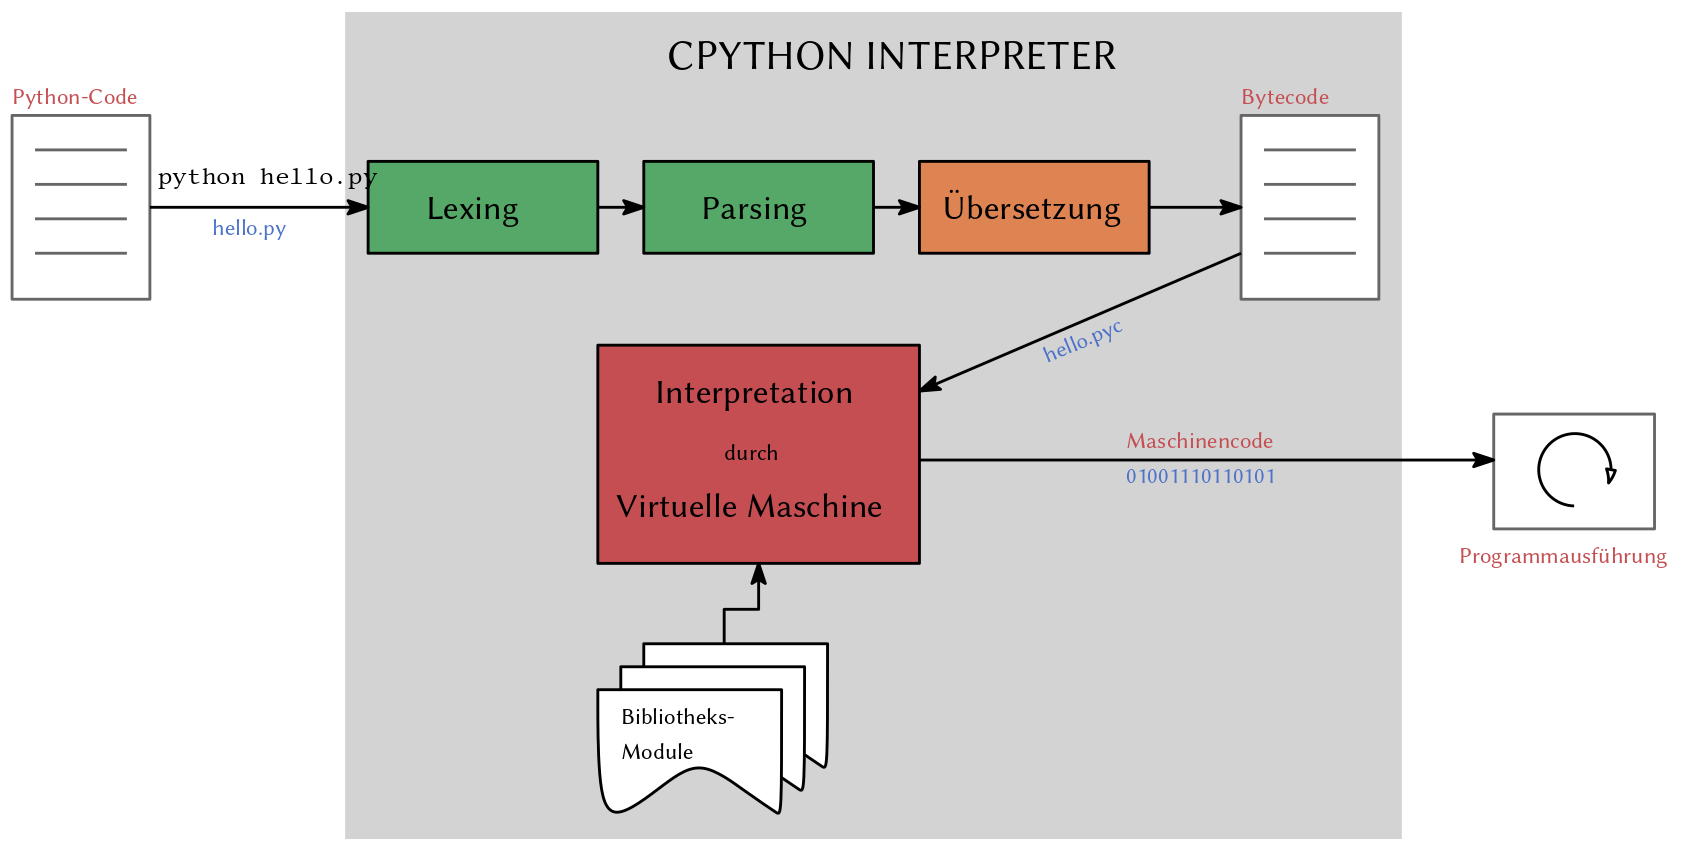 CPYTHON INTERPRETER
Python-Code
Bytecode
python hello.py
hello.py
Lexing
Parsing
Übersetzung
hello.pyc
Interpretation
durch
Virtuelle Maschine
Maschinencode
01001110110101
Programmausführung
Bibliotheks-
Module